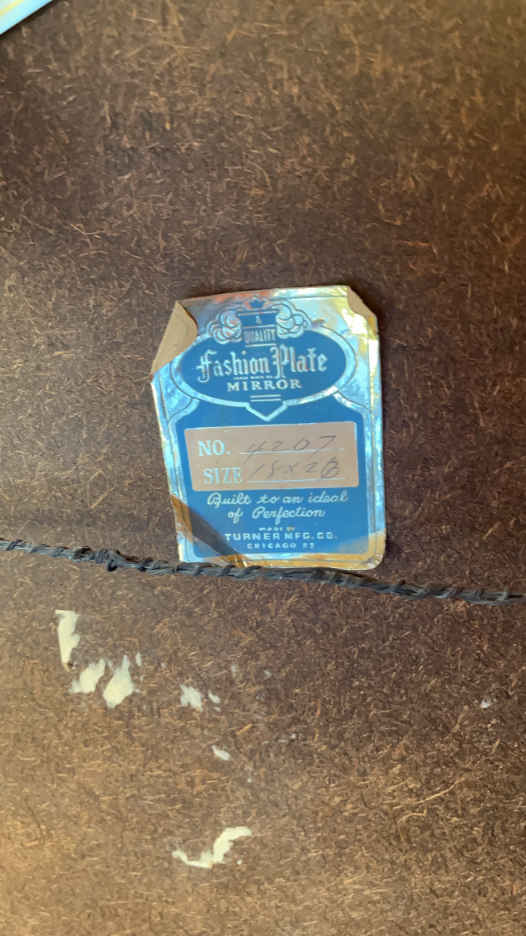 A
QUALITY
Fashion Plate
MIRROR
NO. 4207
SIZE
Built to an ideal
of Perfection
MADE BY
TURNER MFG. CO.
CHICAGO